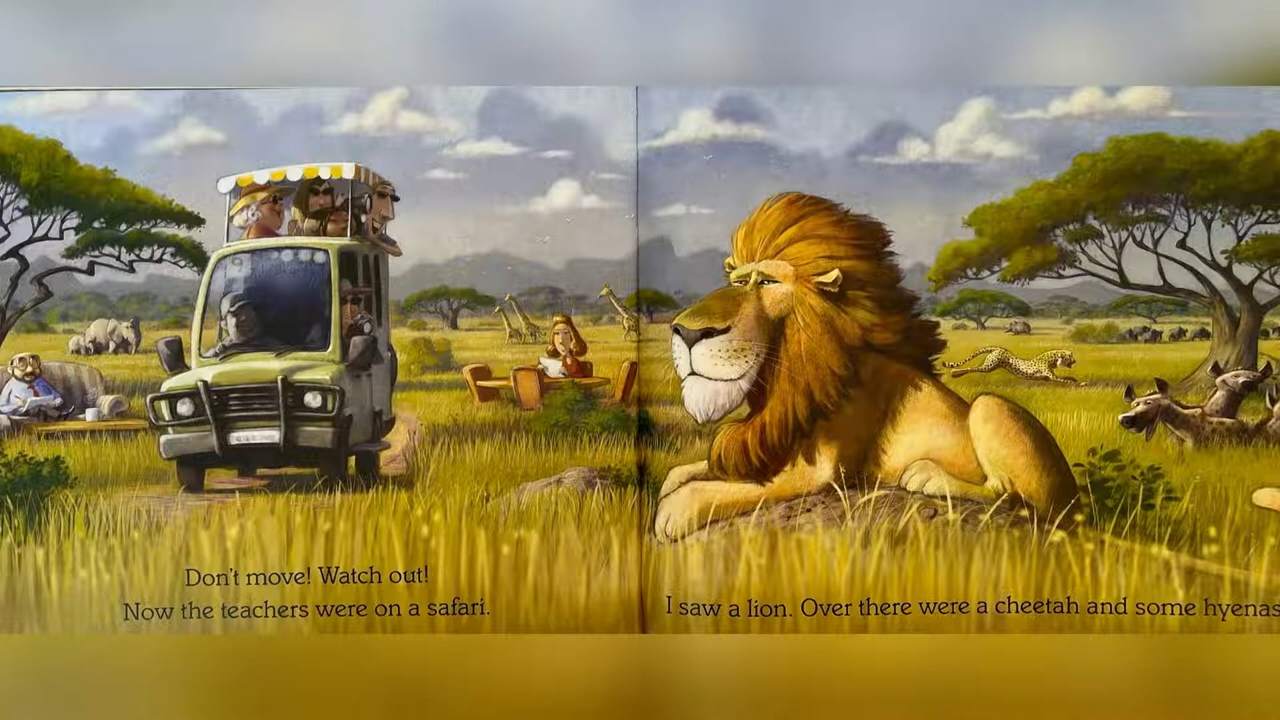 Don't move! Watch out!
Now the teachers were on a safari.
I saw a lion. Over there were a cheetah and some hyenas